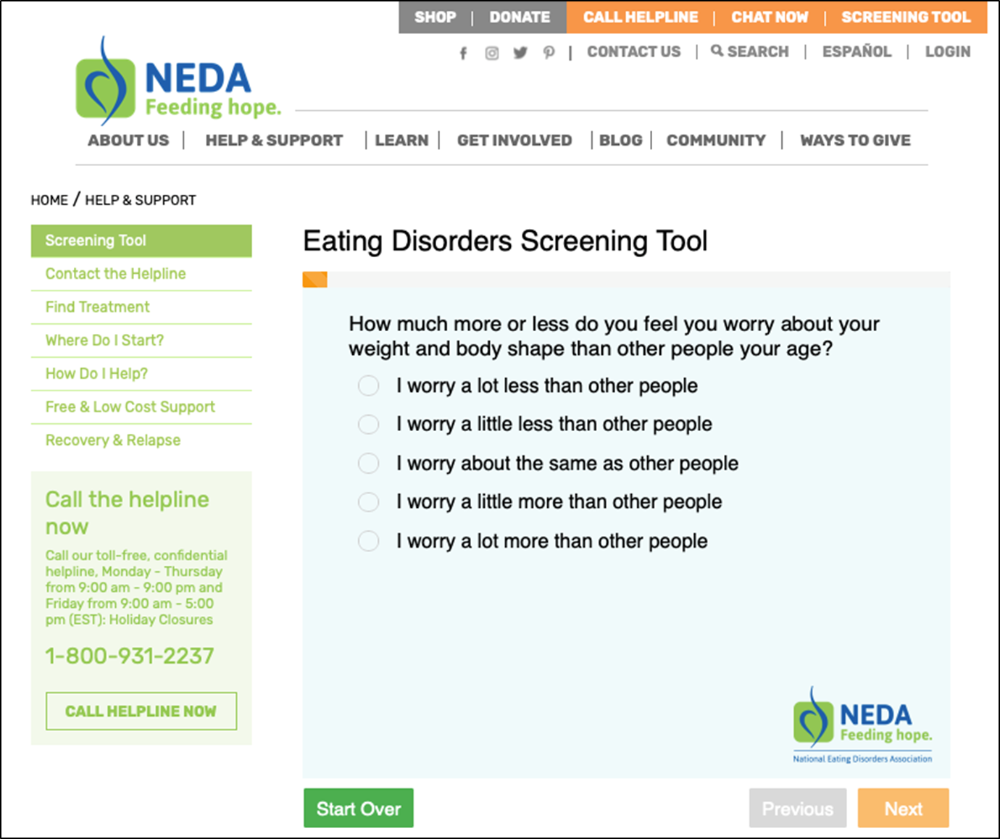 SHOP | DONATE CALL HELPLINE | CHAT NOW | SCREENING TOOL
| CONTACT US | SEARCH | ESPAÑOL | LOGIN
NEDA
Feeding hope.
ABOUT US | HELP & SUPPORT | LEARN | GET INVOLVED | BLOG | COMMUNITY | WAYS TO GIVE
HOME / HELP & SUPPORT
Screening Tool
Contact the Helpline
Find Treatment
Where Do I Start?
How Do I Help?
Free & Low Cost Support
Recovery & Relapse
Call the helpline
now
Call our toll-free, confidential
helpline, Monday - Thursday
from 9:00 am - 9:00 pm and
Friday from 9:00 am - 5:00
pm (EST): Holiday Closures
1-800-931-2237
CALL HELPLINE NOW
Eating Disorders Screening Tool
How much more or less do you feel you worry about your
weight and body shape than other people your age?
I worry a lot less than other people
I worry a little less than other people
I worry about the same as other people
I worry a little more than other people
I worry a lot more than other people
NEDA
Feeding hope.
National Eating Disorders Association
Start Over
Previous
Next